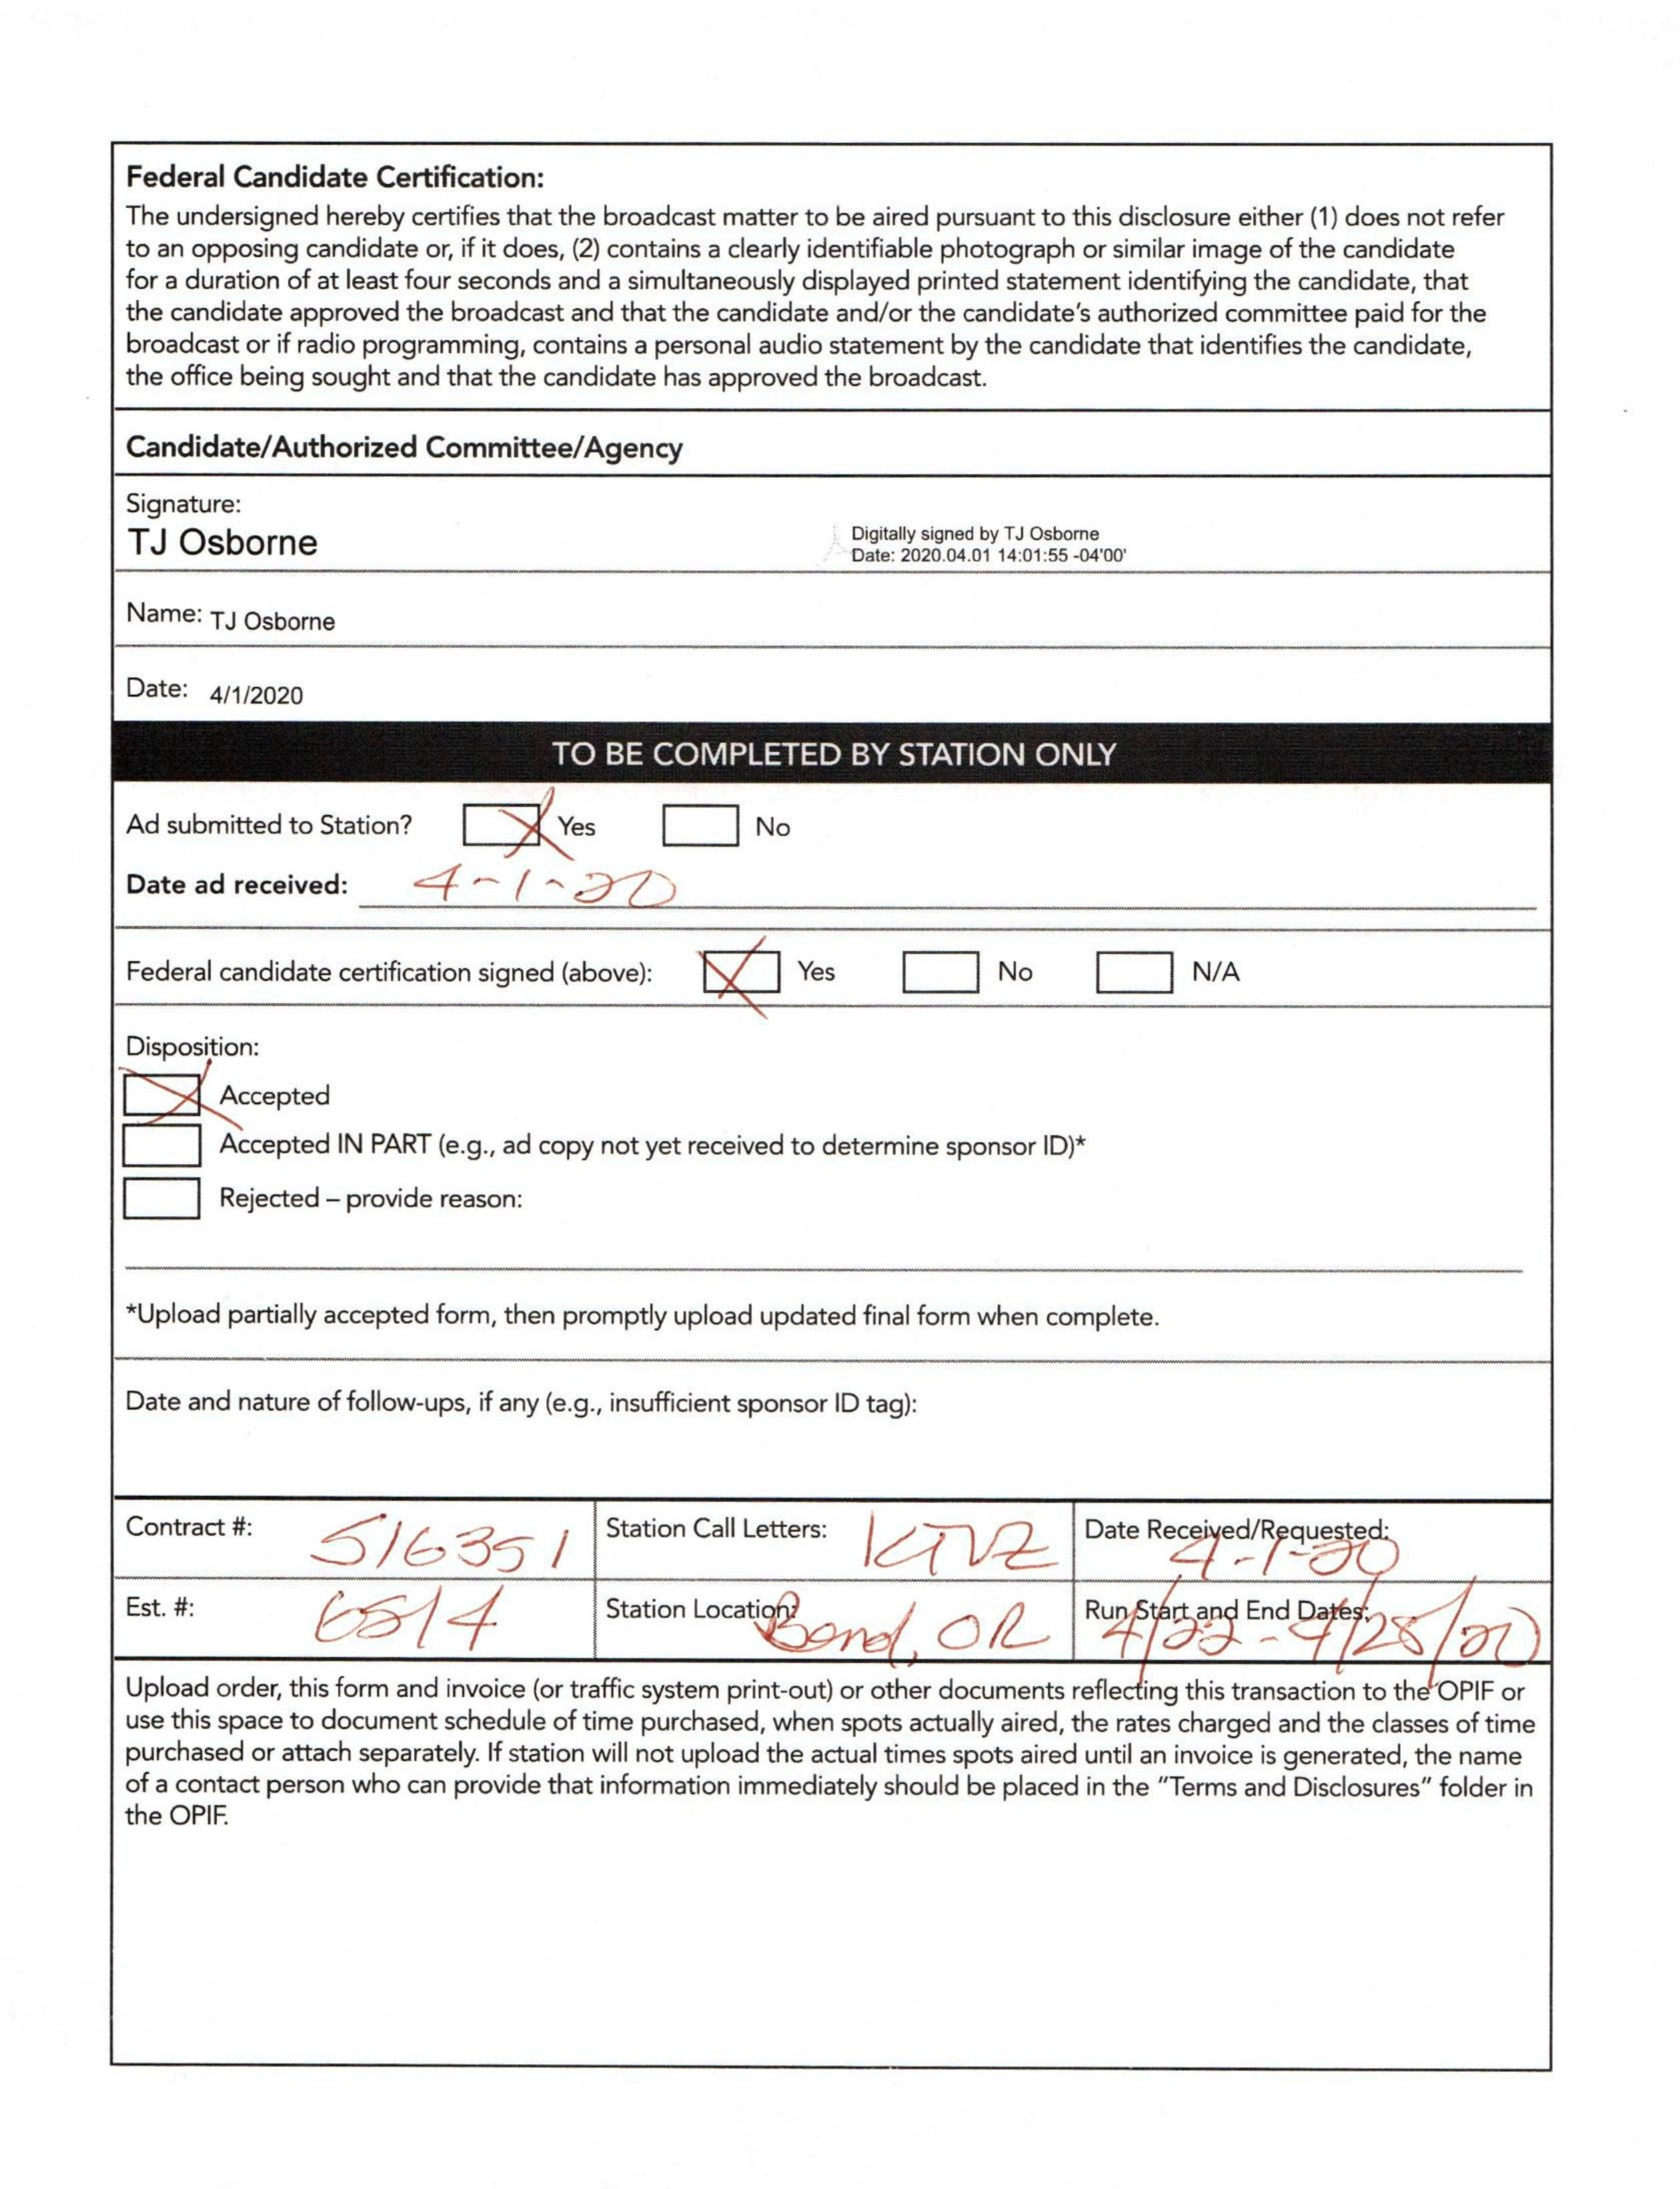 Federal Candidate Certification:
The undersigned hereby certifies that the broadcast matter to be aired pursuant to this disclosure either (1) does not refer
to an opposing candidate or, if it does, (2) contains a clearly identifiable photograph or similar image of the candidate
for a duration of at least four seconds and a simultaneously displayed printed statement identifying the candidate, that
the candidate approved the broadcast and that the candidate and/or the candidate's authorized committee paid for the
broadcast or if radio programming, contains a personal audio statement by the candidate that identifies the candidate,
the office being sought and that the candidate has approved the broadcast.
Candidate/Authorized Committee/Agency
Signature:
TJ Osborne
Digitally signed by TJ Osborne
Date: 2020.04.01 14:01:55 -04'00'
Name: TJ Osborne
Date: 4/1/2020
TO BE COMPLETED BY STATION ONLY
Ad submitted to Station? Yes No
Date ad received: 4-1-20
Federal candidate certification signed (above): Yes No N/A
Disposition:
Accepted
Accepted IN PART (e.g., ad copy not yet received to determine sponsor ID)*
Rejected – provide reason:
*Upload partially accepted form, then promptly upload updated final form when complete.
Date and nature of follow-ups, if any (e.g., insufficient sponsor ID tag):
Contract #: 516351 Station Call Letters: KTVZ Date Received/Requested: 4-1-20
Est. #: 6514 Station Location: Bend, OR Run Start and End Dates: 4/22-4/28/20
Upload order, this form and invoice (or traffic system print-out) or other documents reflecting this transaction to the OPIF or
use this space to document schedule of time purchased, when spots actually aired, the rates charged and the classes of time
purchased or attach separately. If station will not upload the actual times spots aired until an invoice is generated, the name
of a contact person who can provide that information immediately should be placed in the "Terms and Disclosures" folder in
the OPIF.